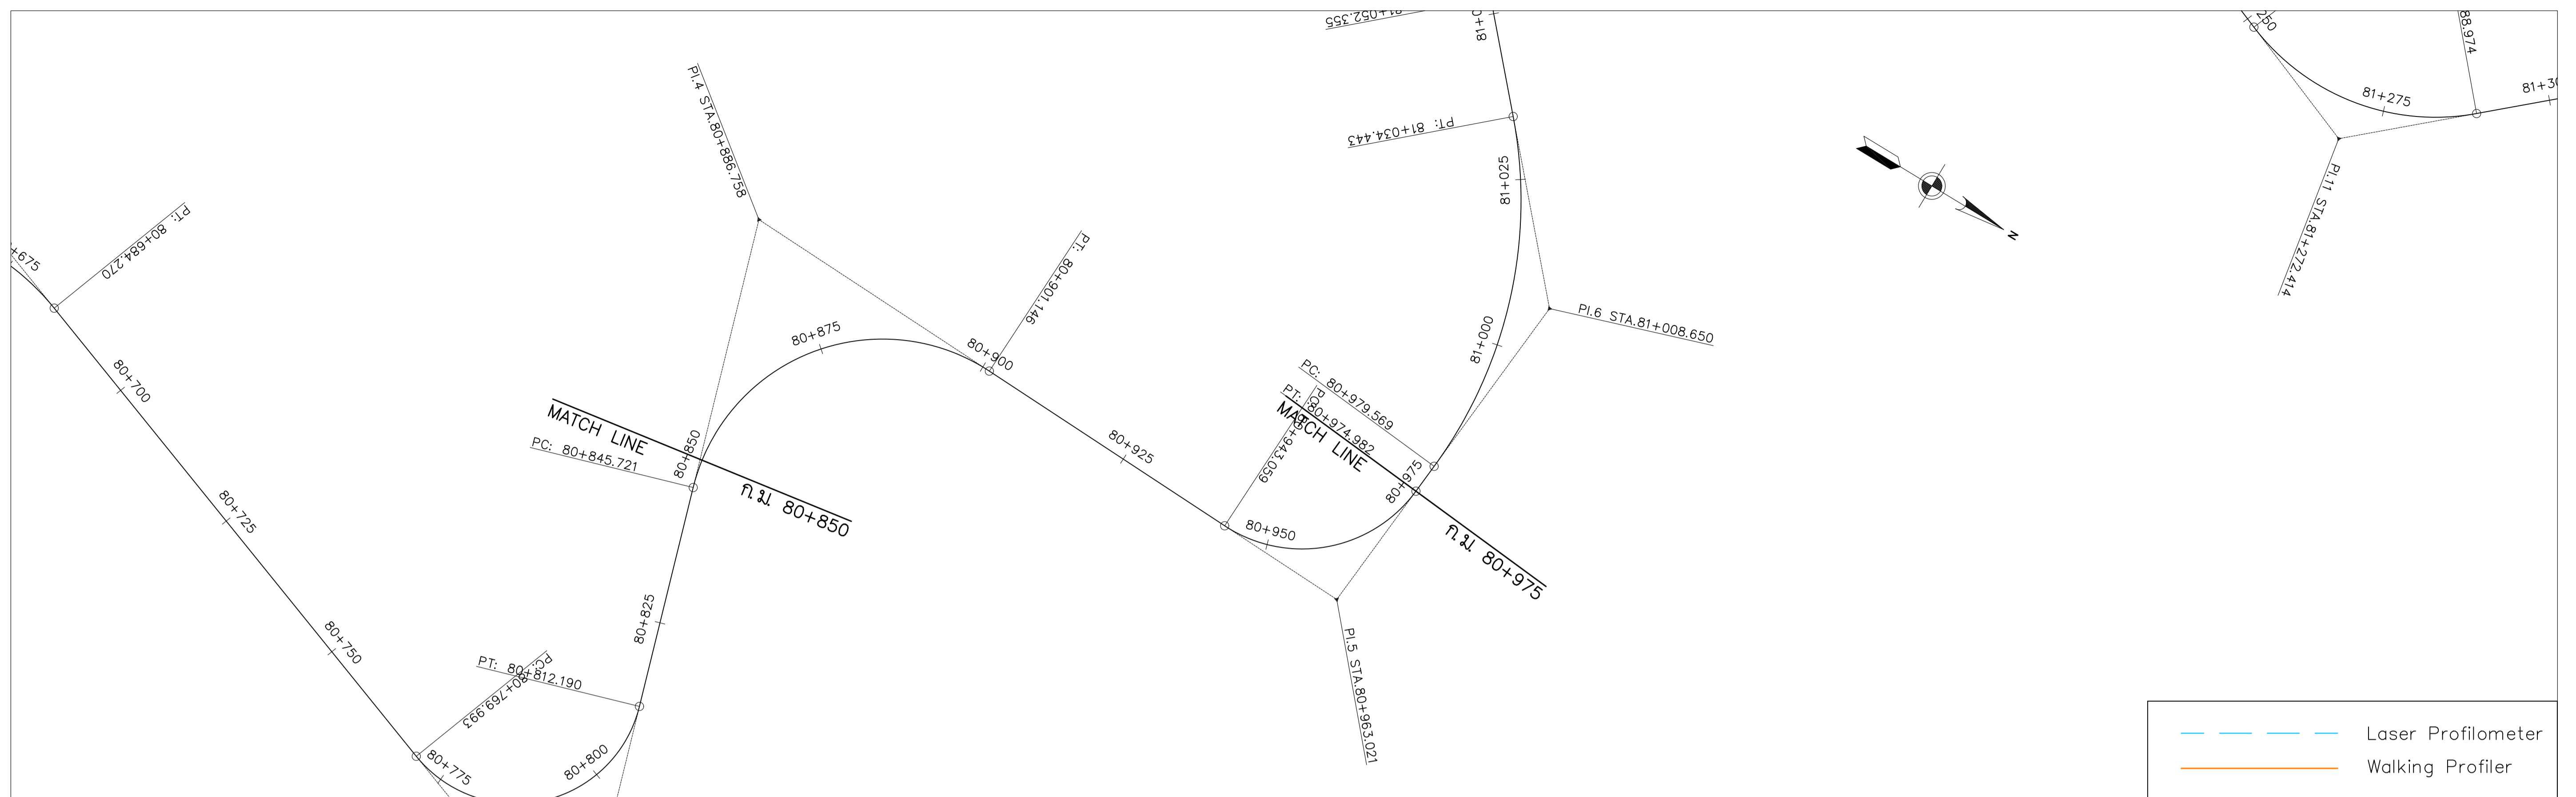 +675
PT: 80+684.270
80+700
80+725
80+750
PC: 80+769.993
80+775
80+800
PT: 80+812.190
80+825
PC: 80+845.721
80+850
MATCH LINE
ก.ม. 80+850
PI.4 STA.80+886.758
80+875
80+900
PT: 80+901.146
80+925
PC: 80+943.059
80+950
PI.5 STA.80+963.021
PT: 80+974.982
80+975
MATCH LINE
ก.ม. 80+975
PC: 80+979.569
81+000
PI.6 STA.81+008.650
81+025
PT: 81+034.443
81+052.355
81+0
N
250
PI.11 STA.81+272.414
81+275
88.974
81+30
Laser Profilometer
Walking Profiler